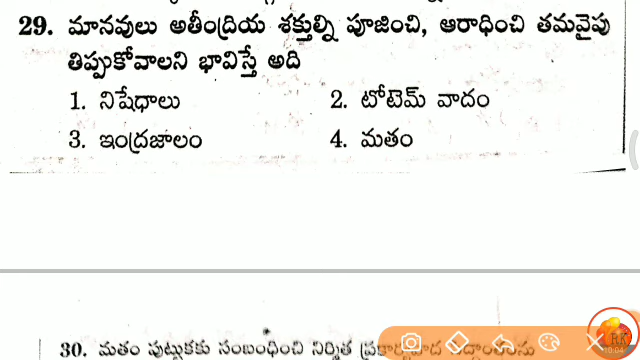 29. మానవులు అతీంద్రియ శక్తుల్ని పూజించి, ఆరాధించి తమవైపు
తిప్పుకోవాలని భావిస్తే అది
1. నిషేధాలు 2. టోటెమ్ వాదం
3. ఇంద్రజాలం 4. మతం
30. మతం పుట్టుకకు సంబంధించి నిర్మిత